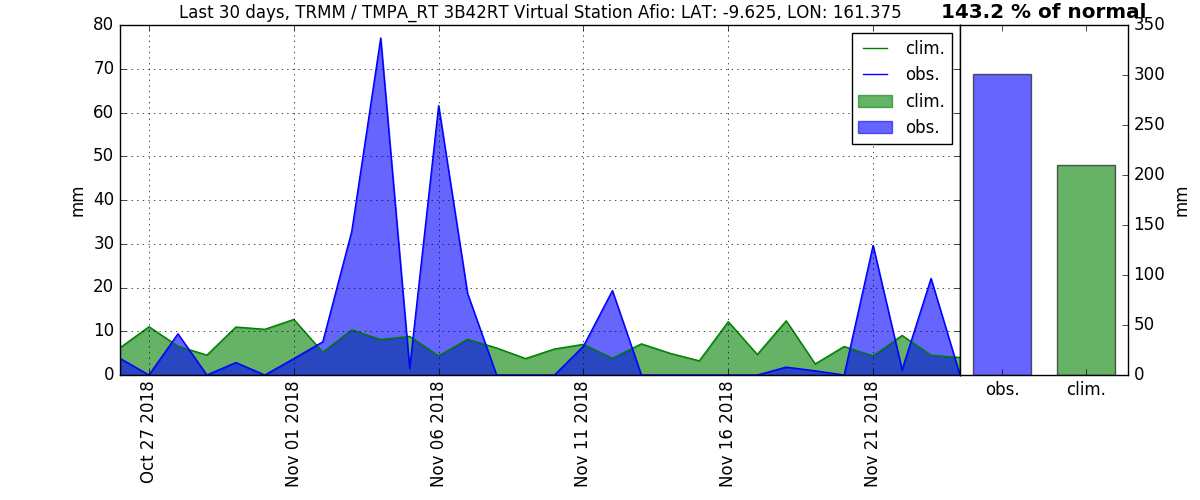 Last 30 days, TRMM / TMPA_RT 3B42RT Virtual Station Afio: LAT: -9.625, LON: 161.375
143.2 % of normal
80
70
60
50
40
30
20
10
0
mm
clim.
obs.
clim.
obs.
350
300
250
200
150
100
50
0
mm
obs.
clim.
Oct 27 2018
Nov 01 2018
Nov 06 2018
Nov 11 2018
Nov 16 2018
Nov 21 2018